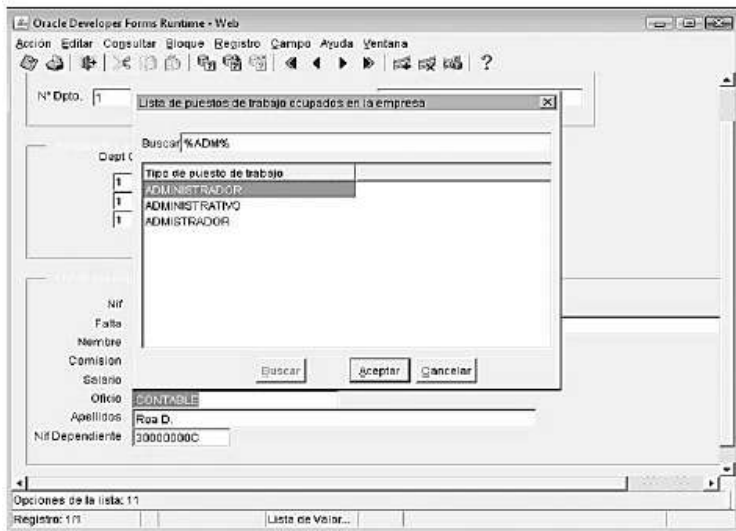 Oracle Developer Forms Runtime - Web
Acción Editar Consultar Bloque Registro Campo Ayuda Ventana
?
Nº Dpto. 1
Lista de puestos de trabajo ocupados en la empresa
Buscar %ADM%
Tipo de puesto de trabajo
ADMINISTRADOR
ADMINISTRATIVO
ADMISTRADOR
Dept
1
1
1
Nif
Falta
Nombre
Comision
Salario
Buscar Aceptar Cancelar
Oficio CONTABLE
Apellidos Roa D.
Nif Dependiente 30000000C
Opciones de la lista: 11
Registro: 1/1 Lista de Valor...